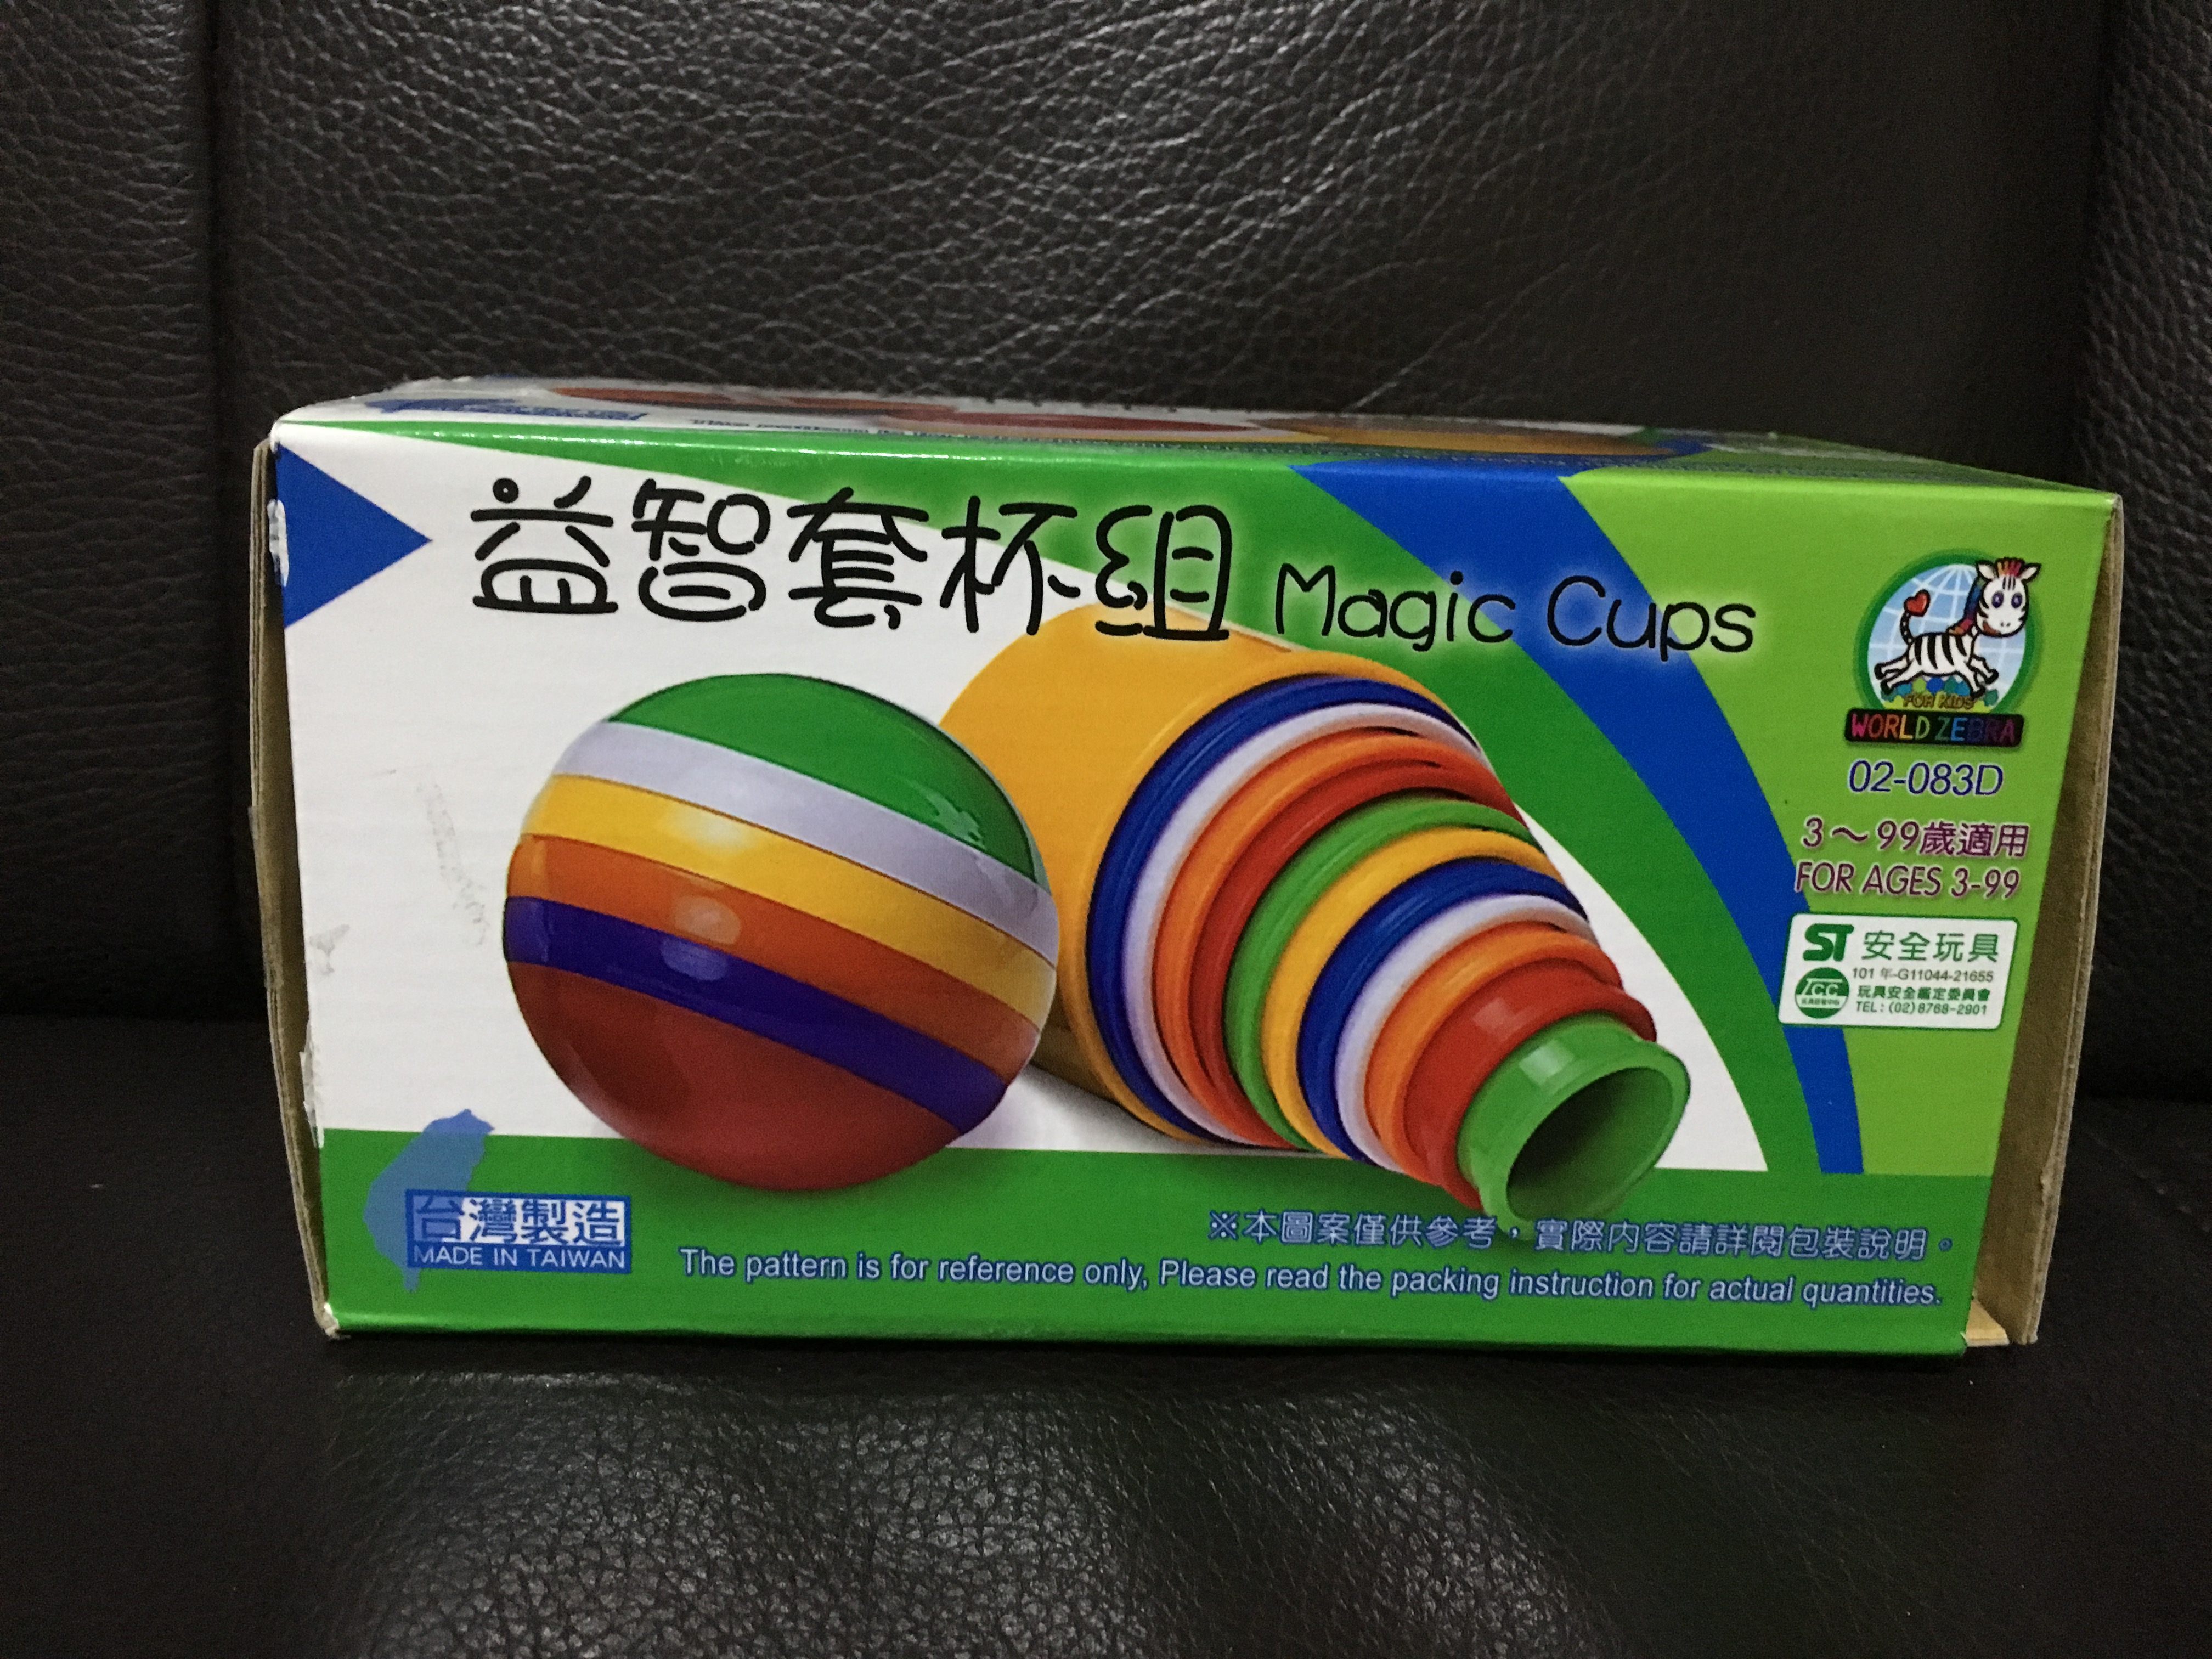 益智套杯組 Magic Cups
FOR KIDS
WORLD ZEBRA
02-083D
3～99歲適用
FOR AGES 3-99
ST 安全玩具
101 年-G11044-21655
玩具安全鑑定委員會
TEL：(02)8768-2901
台灣製造
MADE IN TAIWAN
※本圖案僅供參考，實際內容請詳閱包裝說明。
The pattern is for reference only, Please read the packing instruction for actual quantities.